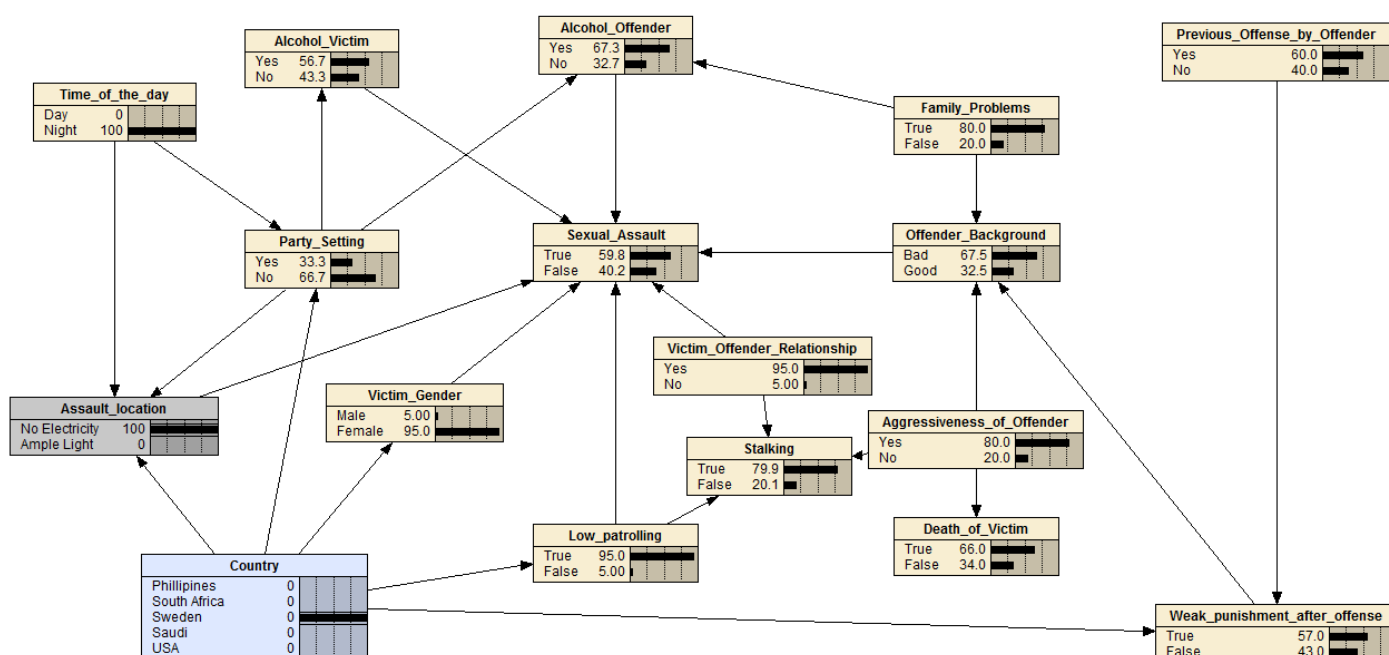 Alcohol_Victim
Yes 56.7
No 43.3
Alcohol_Offender
Yes 67.3
No 32.7
Previous_Offense_by_Offender
Yes 60.0
No 40.0
Time_of_the_day
Day 0
Night 100
Family_Problems
True 80.0
False 20.0
Party_Setting
Yes 33.3
No 66.7
Sexual_Assault
True 59.8
False 40.2
Offender_Background
Bad 67.5
Good 32.5
Victim_Offender_Relationship
Yes 95.0
No 5.00
Assault_location
No Electricity 100
Ample Light 0
Victim_Gender
Male 5.00
Female 95.0
Aggressiveness_of_Offender
Yes 80.0
No 20.0
Stalking
True 79.9
False 20.1
Low_patrolling
True 95.0
False 5.00
Death_of_Victim
True 66.0
False 34.0
Country
Phillipines 0
South Africa 0
Sweden 0
Saudi 0
USA 0
Weak_punishment_after_offense
True 57.0
False 43.0